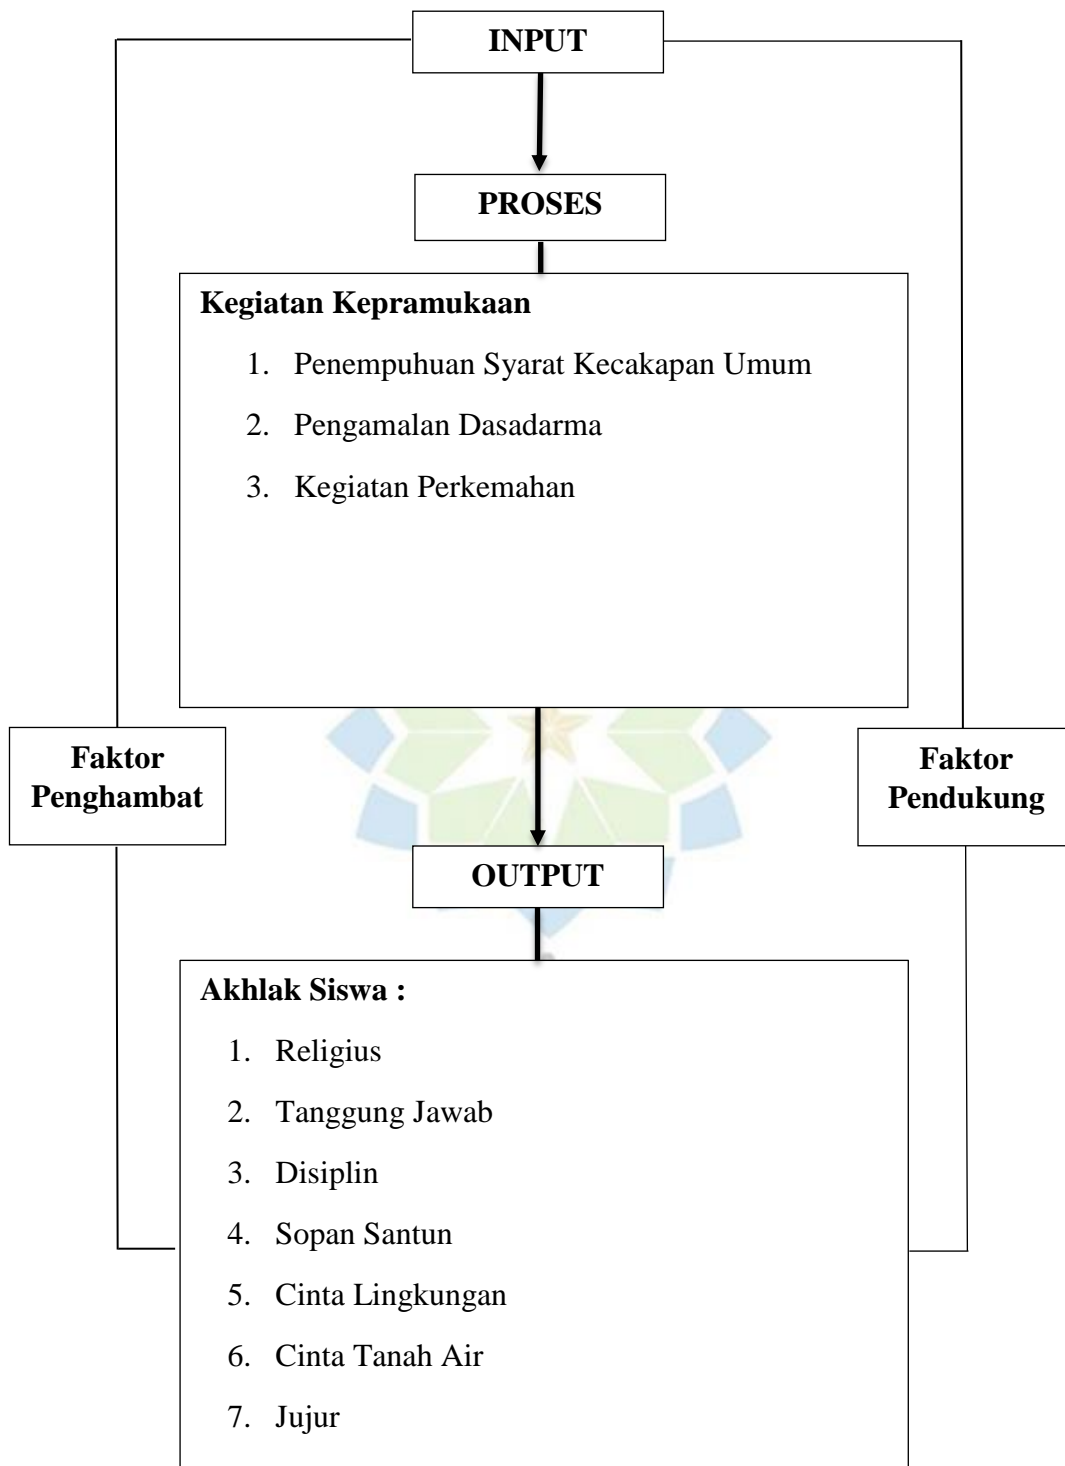 INPUT
PROSES
Kegiatan Kepramukaan
1. Penempuhuan Syarat Kecakapan Umum
2. Pengamalan Dasadarma
3. Kegiatan Perkemahan
Faktor
Penghambat
Faktor
Pendukung
OUTPUT
Akhlak Siswa :
1. Religius
2. Tanggung Jawab
3. Disiplin
4. Sopan Santun
5. Cinta Lingkungan
6. Cinta Tanah Air
7. Jujur